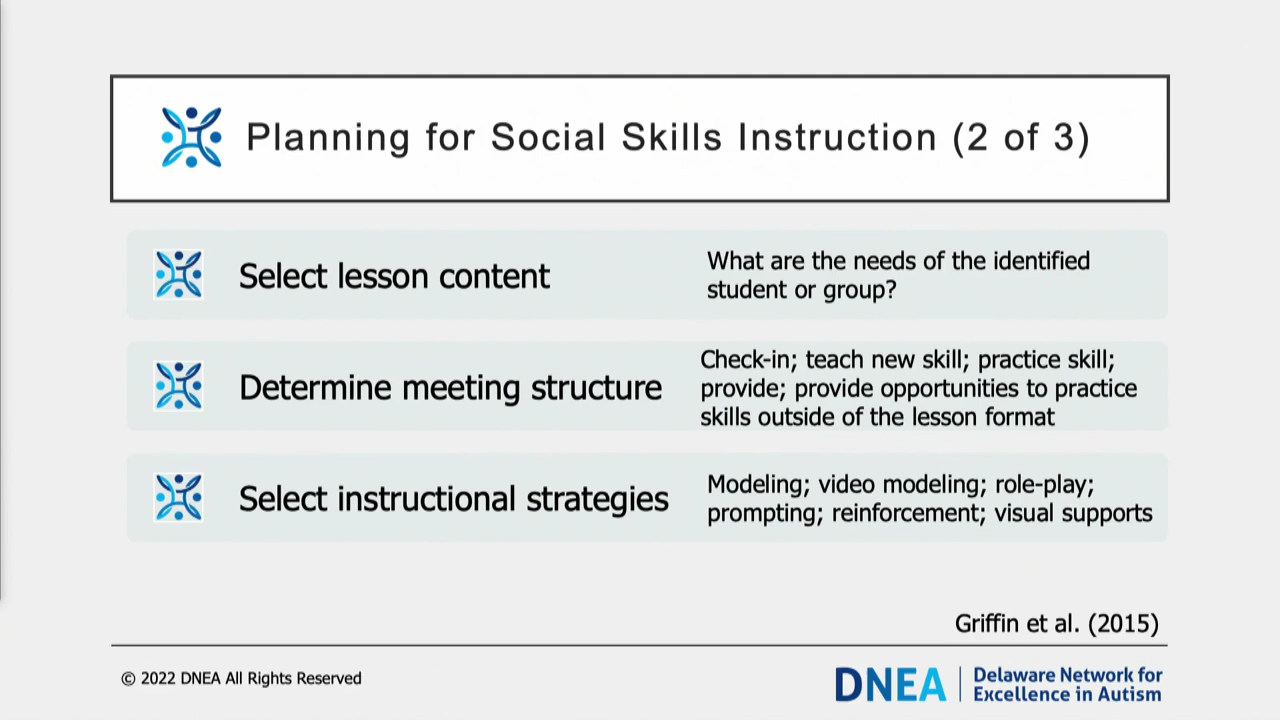 Planning for Social Skills Instruction (2 of 3)
Select lesson content
What are the needs of the identified
student or group?
Determine meeting structure
Check-in; teach new skill; practice skill;
provide; provide opportunities to practice
skills outside of the lesson format
Select instructional strategies
Modeling; video modeling; role-play;
prompting; reinforcement; visual supports
Griffin et al. (2015)
© 2022 DNEA All Rights Reserved
DNEA
Delaware Network for
Excellence in Autism